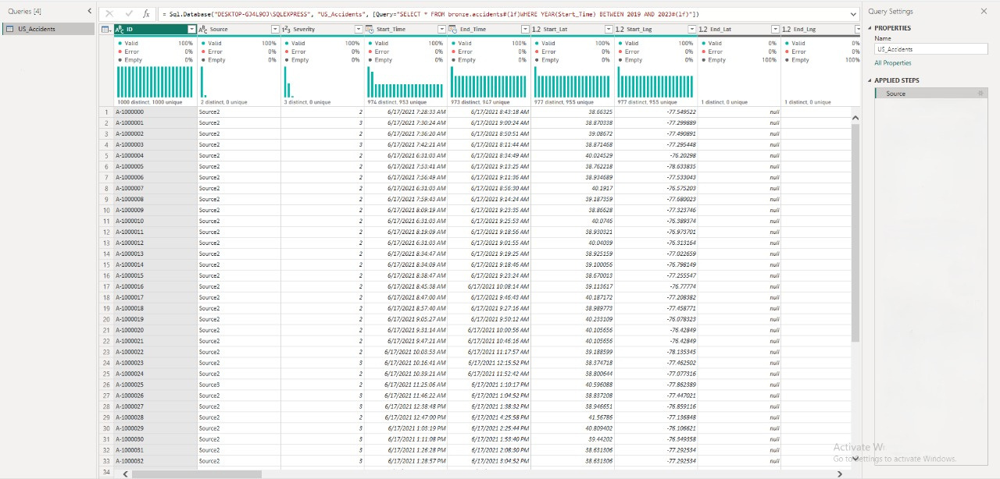 Queries [4]
US_Accidents
= Sql.Database("DESKTOP-GJ4L9OJ\SQLEXPRESS", "US_Accidents", [Query="SELECT * FROM bronze.accidents#(lf)WHERE YEAR(Start_Time) BETWEEN 2019 AND 2023#(lf)"])
ID Source Severity Start_Time End_Time Start_Lat Start_Lng End_Lat End_Lng
Valid 100% Valid 100% Valid 100% Valid 100% Valid 100% Valid 100% Valid 100% Valid 0% Valid 0%
Error 0% Error 0% Error 0% Error 0% Error 0% Error 0% Error 0% Error 0% Error 0%
Empty 0% Empty 0% Empty 0% Empty 0% Empty 0% Empty 0% Empty 0% Empty 100% Empty 100%
1000 distinct, 1000 unique 2 distinct, 0 unique 3 distinct, 0 unique 974 distinct, 953 unique 973 distinct, 947 unique 977 distinct, 955 unique 977 distinct, 955 unique 1 distinct, 0 unique 1 distinct, 0 unique
1 A-1000000 Source2 2 6/17/2021 7:28:33 AM 6/17/2021 8:43:18 AM 38.66325 -77.549522 null
2 A-1000001 Source2 3 6/17/2021 7:30:24 AM 6/17/2021 9:00:24 AM 38.870338 -77.299889 null
3 A-1000002 Source2 2 6/17/2021 7:36:20 AM 6/17/2021 8:50:51 AM 39.08672 -77.490891 null
4 A-1000003 Source2 3 6/17/2021 7:42:21 AM 6/17/2021 8:11:44 AM 38.871468 -77.295448 null
5 A-1000004 Source2 2 6/17/2021 6:31:03 AM 6/17/2021 8:34:49 AM 40.024529 -76.20298 null
6 A-1000005 Source2 2 6/17/2021 7:53:41 AM 6/17/2021 9:13:25 AM 38.762218 -78.633835 null
7 A-1000006 Source2 2 6/17/2021 7:56:49 AM 6/17/2021 9:11:36 AM 38.934689 -77.533043 null
8 A-1000007 Source2 2 6/17/2021 6:31:03 AM 6/17/2021 8:56:30 AM 40.1917 -76.575203 null
9 A-1000008 Source2 2 6/17/2021 7:59:43 AM 6/17/2021 9:14:24 AM 39.187359 -77.680023 null
10 A-1000009 Source2 2 6/17/2021 8:09:19 AM 6/17/2021 9:23:35 AM 38.86628 -77.323746 null
11 A-1000010 Source2 2 6/17/2021 6:31:03 AM 6/17/2021 9:25:53 AM 40.0746 -76.389374 null
12 A-1000011 Source2 2 6/17/2021 8:19:09 AM 6/17/2021 9:18:56 AM 38.930321 -76.973701 null
13 A-1000012 Source2 2 6/17/2021 6:31:03 AM 6/17/2021 9:01:55 AM 40.04039 -76.313164 null
14 A-1000013 Source2 2 6/17/2021 8:34:47 AM 6/17/2021 9:19:25 AM 38.925159 -77.022659 null
15 A-1000014 Source2 2 6/17/2021 8:34:09 AM 6/17/2021 9:18:46 AM 39.100056 -76.798149 null
16 A-1000015 Source2 2 6/17/2021 8:38:47 AM 6/17/2021 9:23:24 AM 38.670013 -77.255547 null
17 A-1000016 Source2 2 6/17/2021 8:45:38 AM 6/17/2021 10:08:14 AM 39.113617 -76.77774 null
18 A-1000017 Source2 2 6/17/2021 8:47:00 AM 6/17/2021 9:46:43 AM 40.187172 -77.208382 null
19 A-1000018 Source2 2 6/17/2021 8:57:40 AM 6/17/2021 9:27:16 AM 38.989773 -77.458771 null
20 A-1000019 Source2 2 6/17/2021 9:05:27 AM 6/17/2021 9:50:12 AM 40.233109 -76.078323 null
21 A-1000020 Source2 2 6/17/2021 9:31:14 AM 6/17/2021 10:00:56 AM 40.105656 -76.42849 null
22 A-1000021 Source2 2 6/17/2021 9:47:21 AM 6/17/2021 10:46:16 AM 40.105656 -76.42849 null
23 A-1000022 Source2 2 6/17/2021 10:03:53 AM 6/17/2021 11:17:57 AM 39.188599 -78.135345 null
24 A-1000023 Source2 3 6/17/2021 10:16:41 AM 6/17/2021 12:15:52 PM 38.374718 -77.462502 null
25 A-1000024 Source2 2 6/17/2021 10:39:21 AM 6/17/2021 11:52:42 AM 38.800644 -77.077316 null
26 A-1000025 Source3 2 6/17/2021 11:25:06 AM 6/17/2021 1:10:17 PM 40.596088 -77.862389 null
27 A-1000026 Source2 3 6/17/2021 11:46:22 AM 6/17/2021 1:04:52 PM 38.837208 -77.447021 null
28 A-1000027 Source2 3 6/17/2021 12:38:48 PM 6/17/2021 1:38:32 PM 38.946651 -76.859116 null
29 A-1000028 Source2 2 6/17/2021 12:47:00 PM 6/17/2021 4:25:58 PM 41.56786 -77.136848 null
30 A-1000029 Source2 3 6/17/2021 1:03:19 PM 6/17/2021 2:25:44 PM 40.809402 -76.106621 null
31 A-1000030 Source2 3 6/17/2021 1:11:08 PM 6/17/2021 1:53:40 PM 39.44202 -76.349358 null
32 A-1000031 Source2 3 6/17/2021 1:26:28 PM 6/17/2021 2:08:30 PM 38.631306 -77.292534 null
33 A-1000032 Source2 3 6/17/2021 1:28:57 PM 6/17/2021 3:04:52 PM 38.631306 -77.292534 null
34
Query Settings
PROPERTIES
Name
US_Accidents
All Properties
APPLIED STEPS
Source
Activate Wi
Go to Settings to activate Windows.